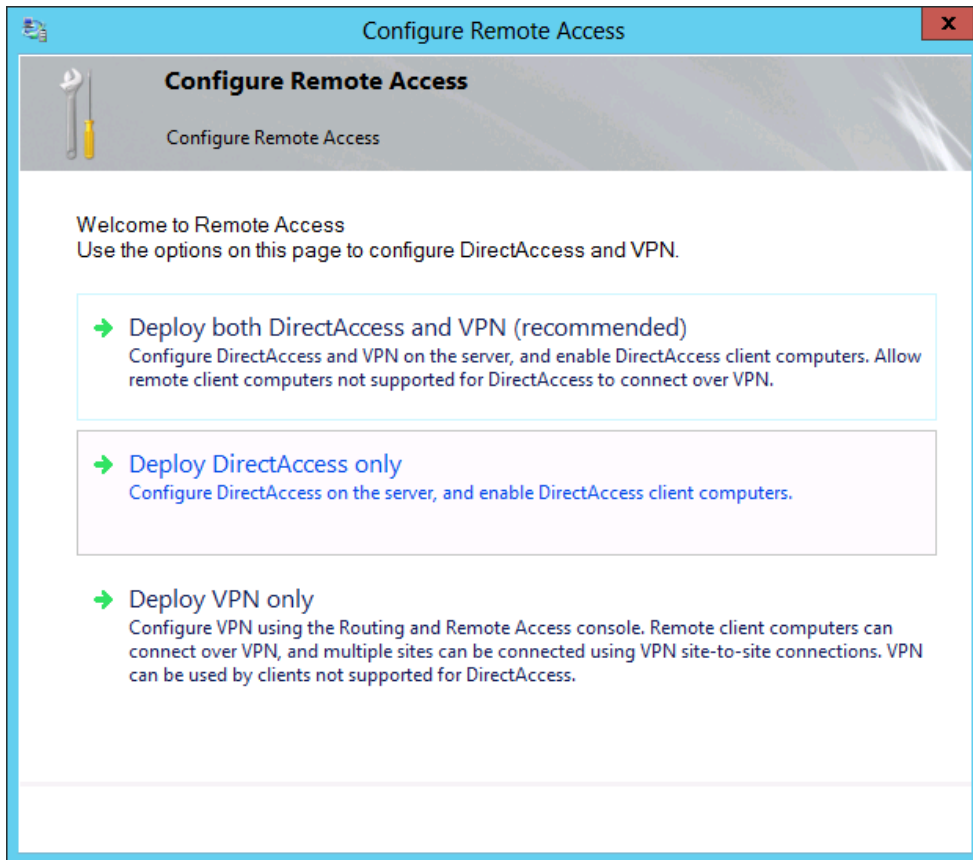 Configure Remote Access
x
Configure Remote Access
Configure Remote Access
Welcome to Remote Access
Use the options on this page to configure DirectAccess and VPN.
Deploy both DirectAccess and VPN (recommended)
Configure DirectAccess and VPN on the server, and enable DirectAccess client computers. Allow
remote client computers not supported for DirectAccess to connect over VPN.
Deploy DirectAccess only
Configure DirectAccess on the server, and enable DirectAccess client computers.
Deploy VPN only
Configure VPN using the Routing and Remote Access console. Remote client computers can
connect over VPN, and multiple sites can be connected using VPN site-to-site connections. VPN
can be used by clients not supported for DirectAccess.